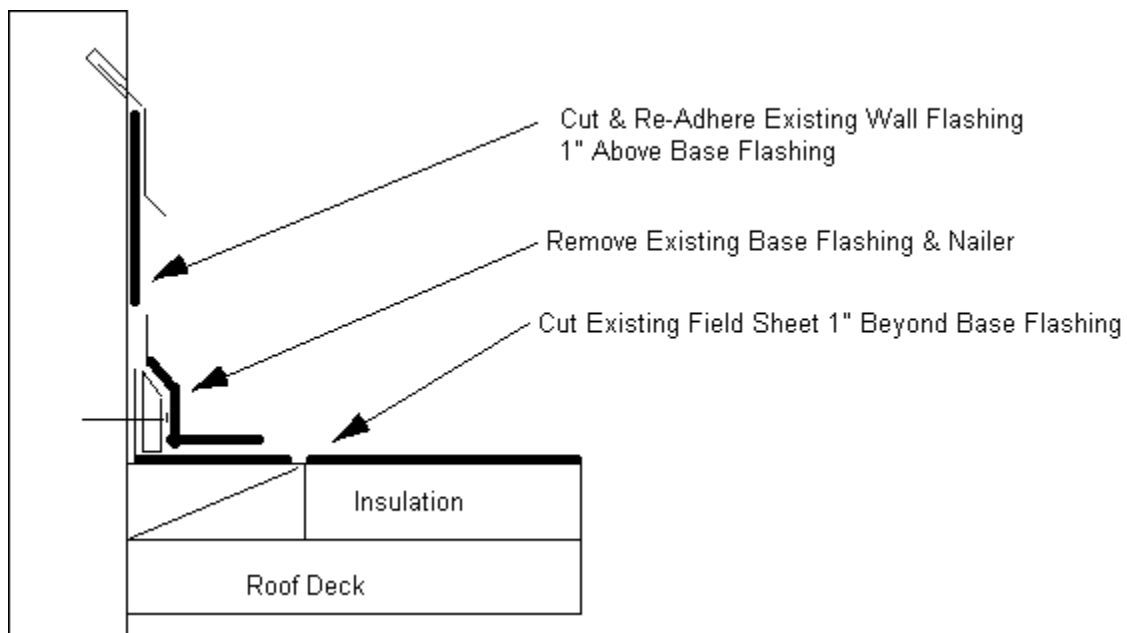 Cut & Re-Adhere Existing Wall Flashing
1" Above Base Flashing
Remove Existing Base Flashing & Nailer
Cut Existing Field Sheet 1" Beyond Base Flashing
Insulation
Roof Deck